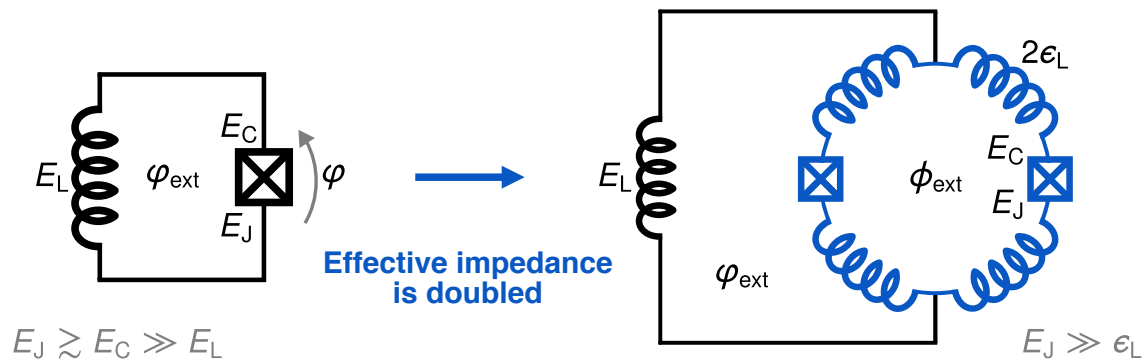 E_L
φ_ext
E_C
E_J
φ
Effective impedance
is doubled
E_J ≳ E_C ≫ E_L
E_L
φ_ext
2ϵ_L
E_C
ϕ_ext
E_J
E_J ≫ ϵ_L